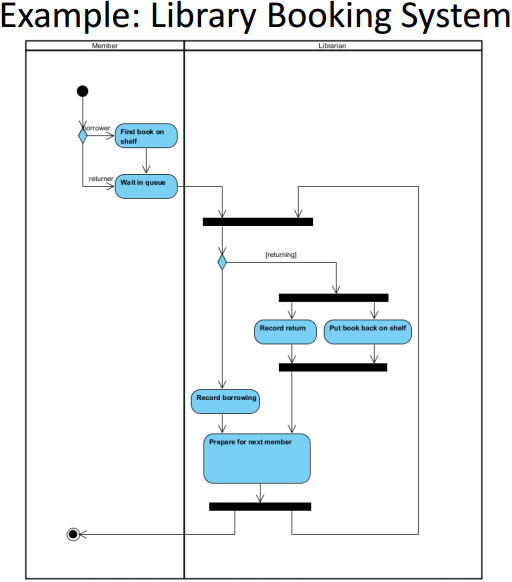 Example: Library Booking System
Member
Librarian
borrower
Find book on
shelf
returner
Wait in queue
[returning]
Record return
Put book back on shelf
Record borrowing
Prepare for next member